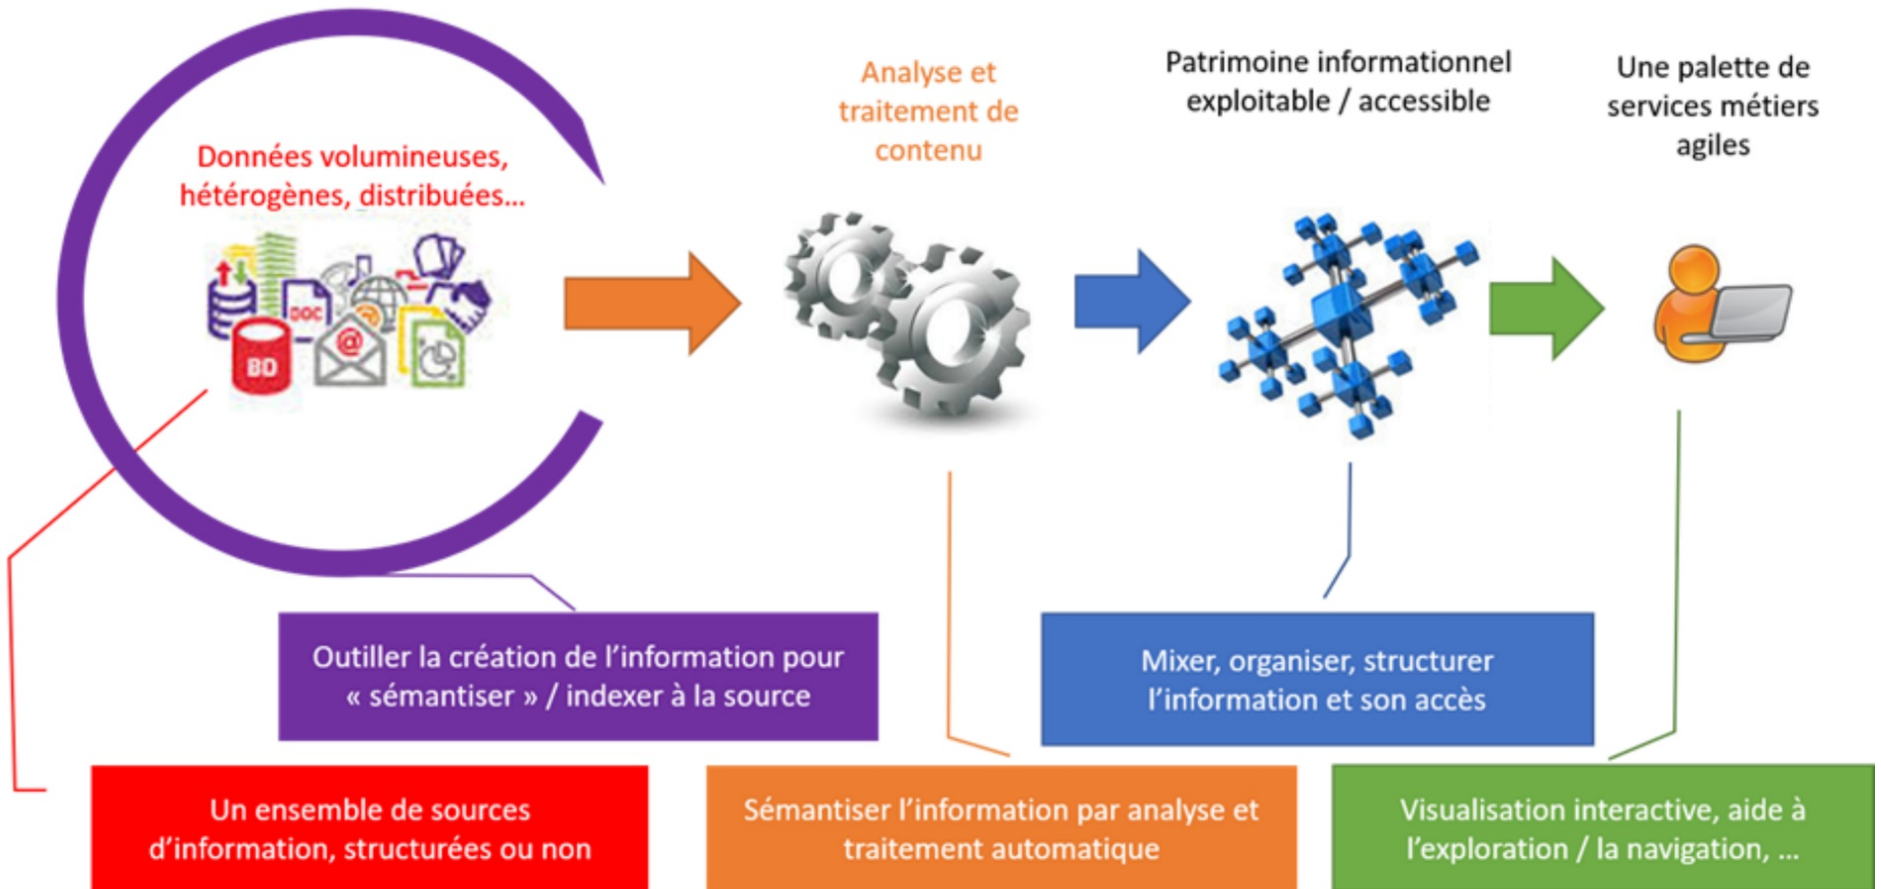 Données volumineuses,
hétérogènes, distribuées...
DOC
@
@
BD
Analyse et
traitement de
contenu
Patrimoine informationnel
exploitable / accessible
Une palette de
services métiers
agiles
Outiller la création de l'information pour
« sémantiser » / indexer à la source
Mixer, organiser, structurer
l'information et son accès
Un ensemble de sources
d'information, structurées ou non
Sémantiser l'information par analyse et
traitement automatique
Visualisation interactive, aide à
l'exploration / la navigation, ...